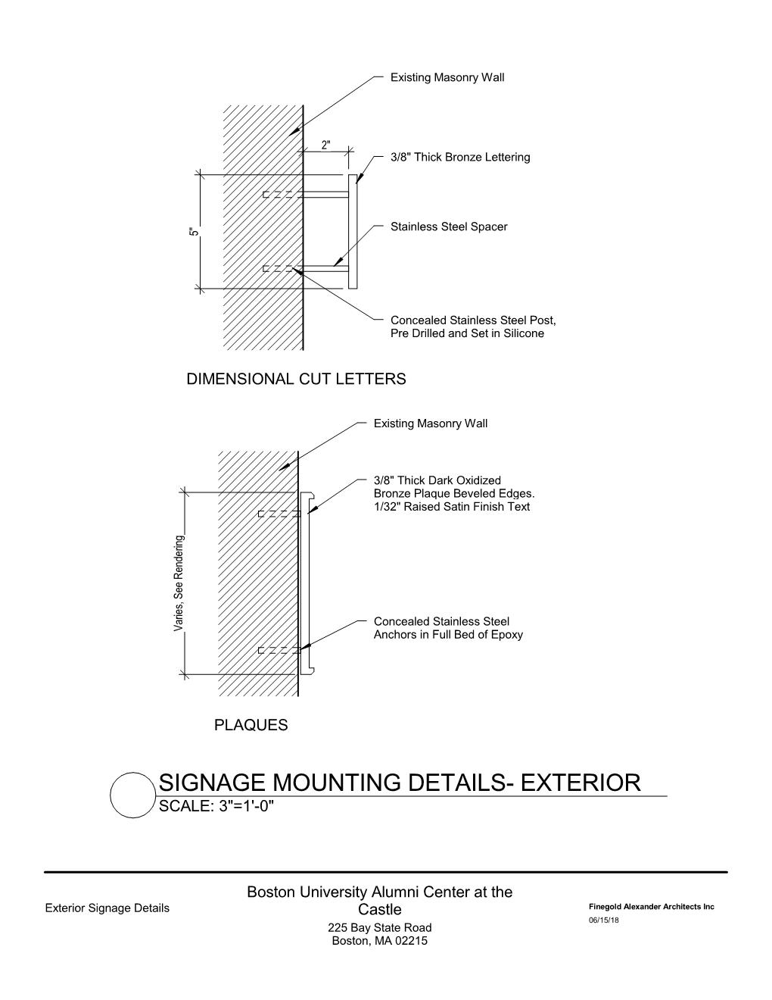 Existing Masonry Wall
2"
3/8" Thick Bronze Lettering
Stainless Steel Spacer
5"
Concealed Stainless Steel Post,
Pre Drilled and Set in Silicone
DIMENSIONAL CUT LETTERS
Existing Masonry Wall
3/8" Thick Dark Oxidized
Bronze Plaque Beveled Edges.
1/32" Raised Satin Finish Text
Varies, See Rendering
Concealed Stainless Steel
Anchors in Full Bed of Epoxy
PLAQUES
SIGNAGE MOUNTING DETAILS- EXTERIOR
SCALE: 3"=1'-0"
Exterior Signage Details
Boston University Alumni Center at the
Castle
225 Bay State Road
Boston, MA 02215
Finegold Alexander Architects Inc
06/15/18